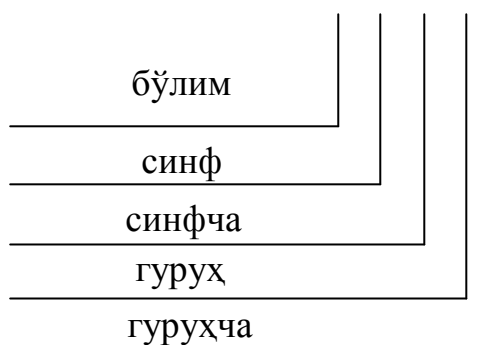 бўлим
синф
синфча
гуруҳ
гуруҳча